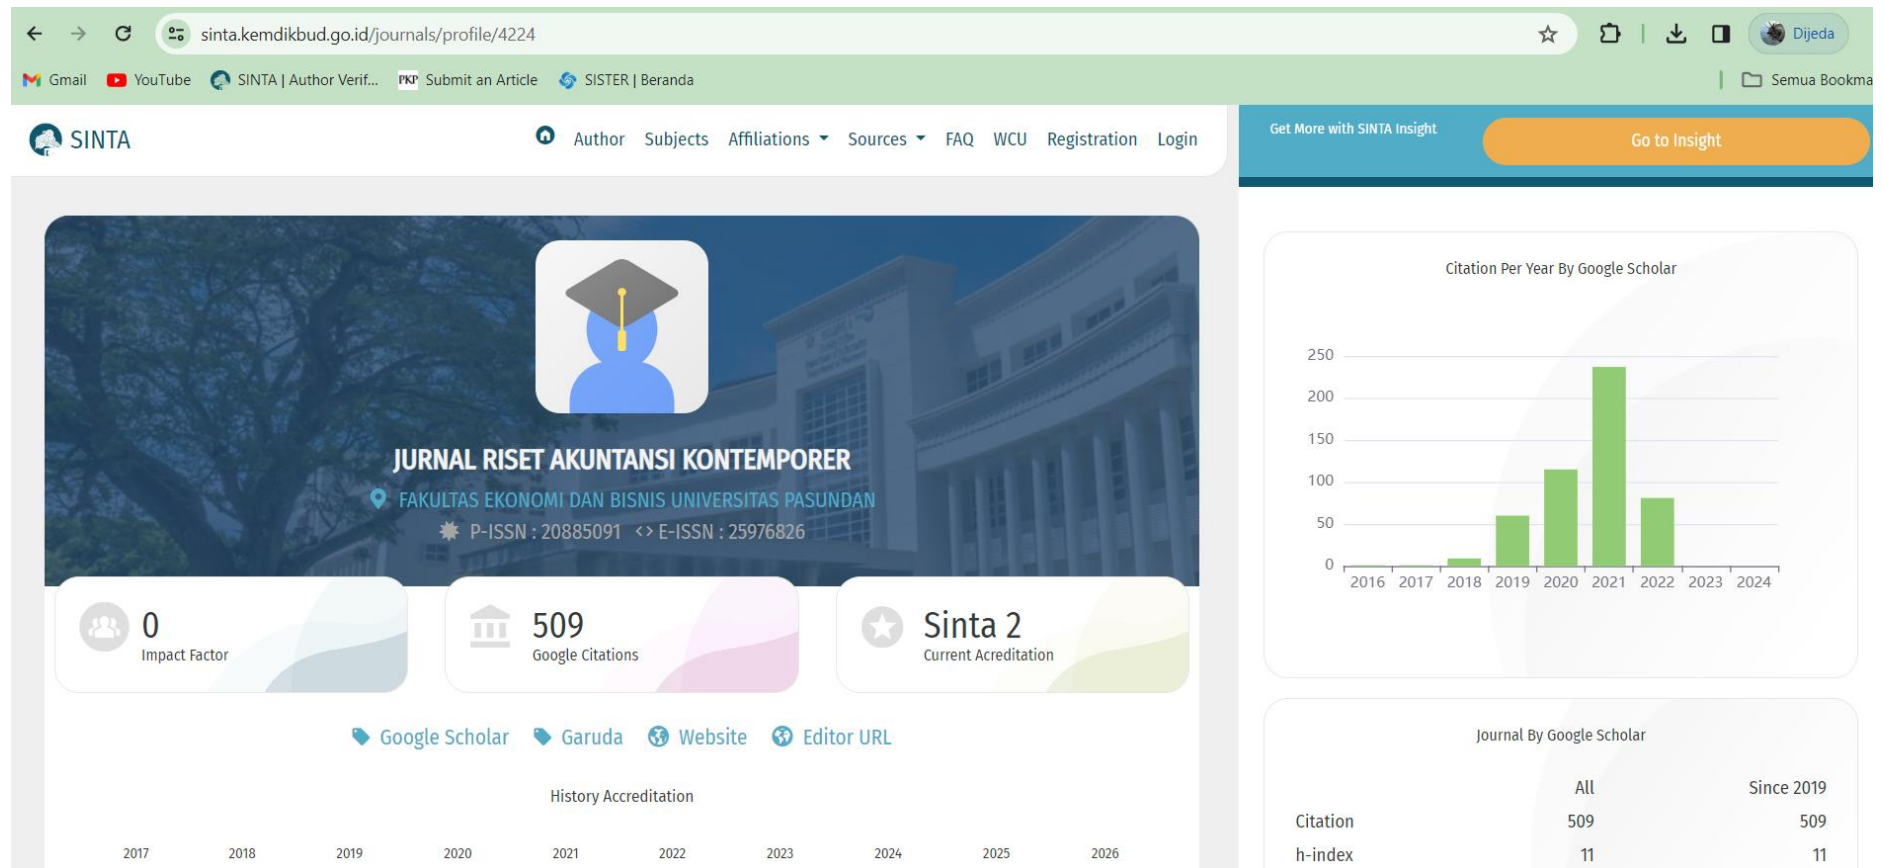 sinta.kemdikbud.go.id/journals/profile/4224
Dijeda
Gmail YouTube SINTA | Author Verif... PKP Submit an Article SISTER | Beranda
Semua Bookma
SINTA
Author Subjects Affiliations Sources FAQ WCU Registration Login
Get More with SINTA Insight
Go to Insight
JURNAL RISET AKUNTANSI KONTEMPORER
FAKULTAS EKONOMI DAN BISNIS UNIVERSITAS PASUNDAN
P-ISSN : 20885091 <> E-ISSN : 25976826
0
Impact Factor
509
Google Citations
Sinta 2
Current Acreditation
Google Scholar Garuda Website Editor URL
History Accreditation
2017 2018 2019 2020 2021 2022 2023 2024 2025 2026
Citation Per Year By Google Scholar
250
200
150
100
50
0
2016 2017 2018 2019 2020 2021 2022 2023 2024
Journal By Google Scholar
All Since 2019
Citation 509 509
h-index 11 11